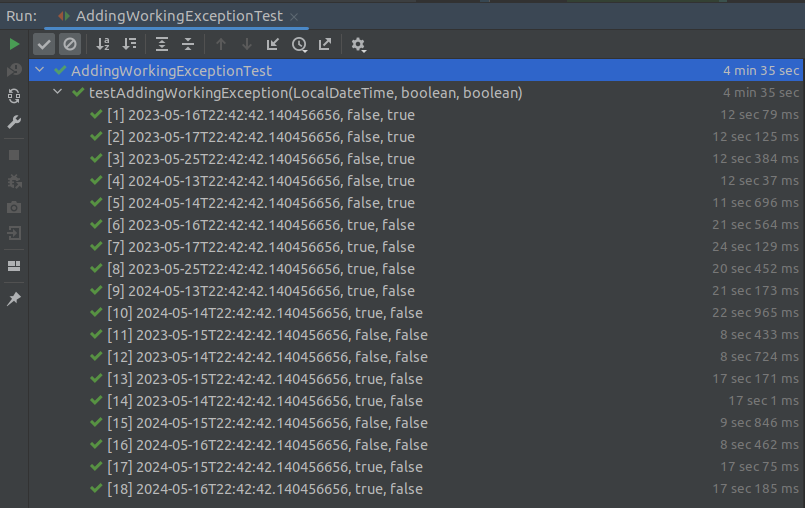 Run: AddingWorkingExceptionTest
AddingWorkingExceptionTest 4 min 35 sec
testAddingWorkingException(LocalDateTime, boolean, boolean) 4 min 35 sec
[1] 2023-05-16T22:42:42.140456656, false, true 12 sec 79 ms
[2] 2023-05-17T22:42:42.140456656, false, true 12 sec 125 ms
[3] 2023-05-25T22:42:42.140456656, false, true 12 sec 384 ms
[4] 2024-05-13T22:42:42.140456656, false, true 12 sec 37 ms
[5] 2024-05-14T22:42:42.140456656, false, true 11 sec 696 ms
[6] 2023-05-16T22:42:42.140456656, true, false 21 sec 564 ms
[7] 2023-05-17T22:42:42.140456656, true, false 24 sec 129 ms
[8] 2023-05-25T22:42:42.140456656, true, false 20 sec 452 ms
[9] 2024-05-13T22:42:42.140456656, true, false 21 sec 173 ms
[10] 2024-05-14T22:42:42.140456656, true, false 22 sec 965 ms
[11] 2023-05-15T22:42:42.140456656, false, false 8 sec 433 ms
[12] 2023-05-14T22:42:42.140456656, false, false 8 sec 724 ms
[13] 2023-05-15T22:42:42.140456656, true, false 17 sec 171 ms
[14] 2023-05-14T22:42:42.140456656, true, false 17 sec 1 ms
[15] 2024-05-15T22:42:42.140456656, false, false 9 sec 846 ms
[16] 2024-05-16T22:42:42.140456656, false, false 8 sec 462 ms
[17] 2024-05-15T22:42:42.140456656, true, false 17 sec 75 ms
[18] 2024-05-16T22:42:42.140456656, true, false 17 sec 185 ms